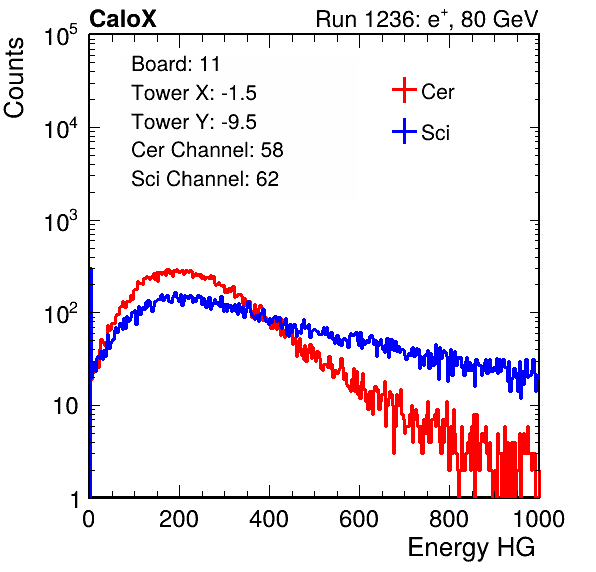 CaloX
Run 1236: e+, 80 GeV
Counts
Board: 11
Tower X: -1.5
Tower Y: -9.5
Cer Channel: 58
Sci Channel: 62
Cer
Sci
10^5
10^4
10^3
10^2
10
1
0 200 400 600 800 1000
Energy HG